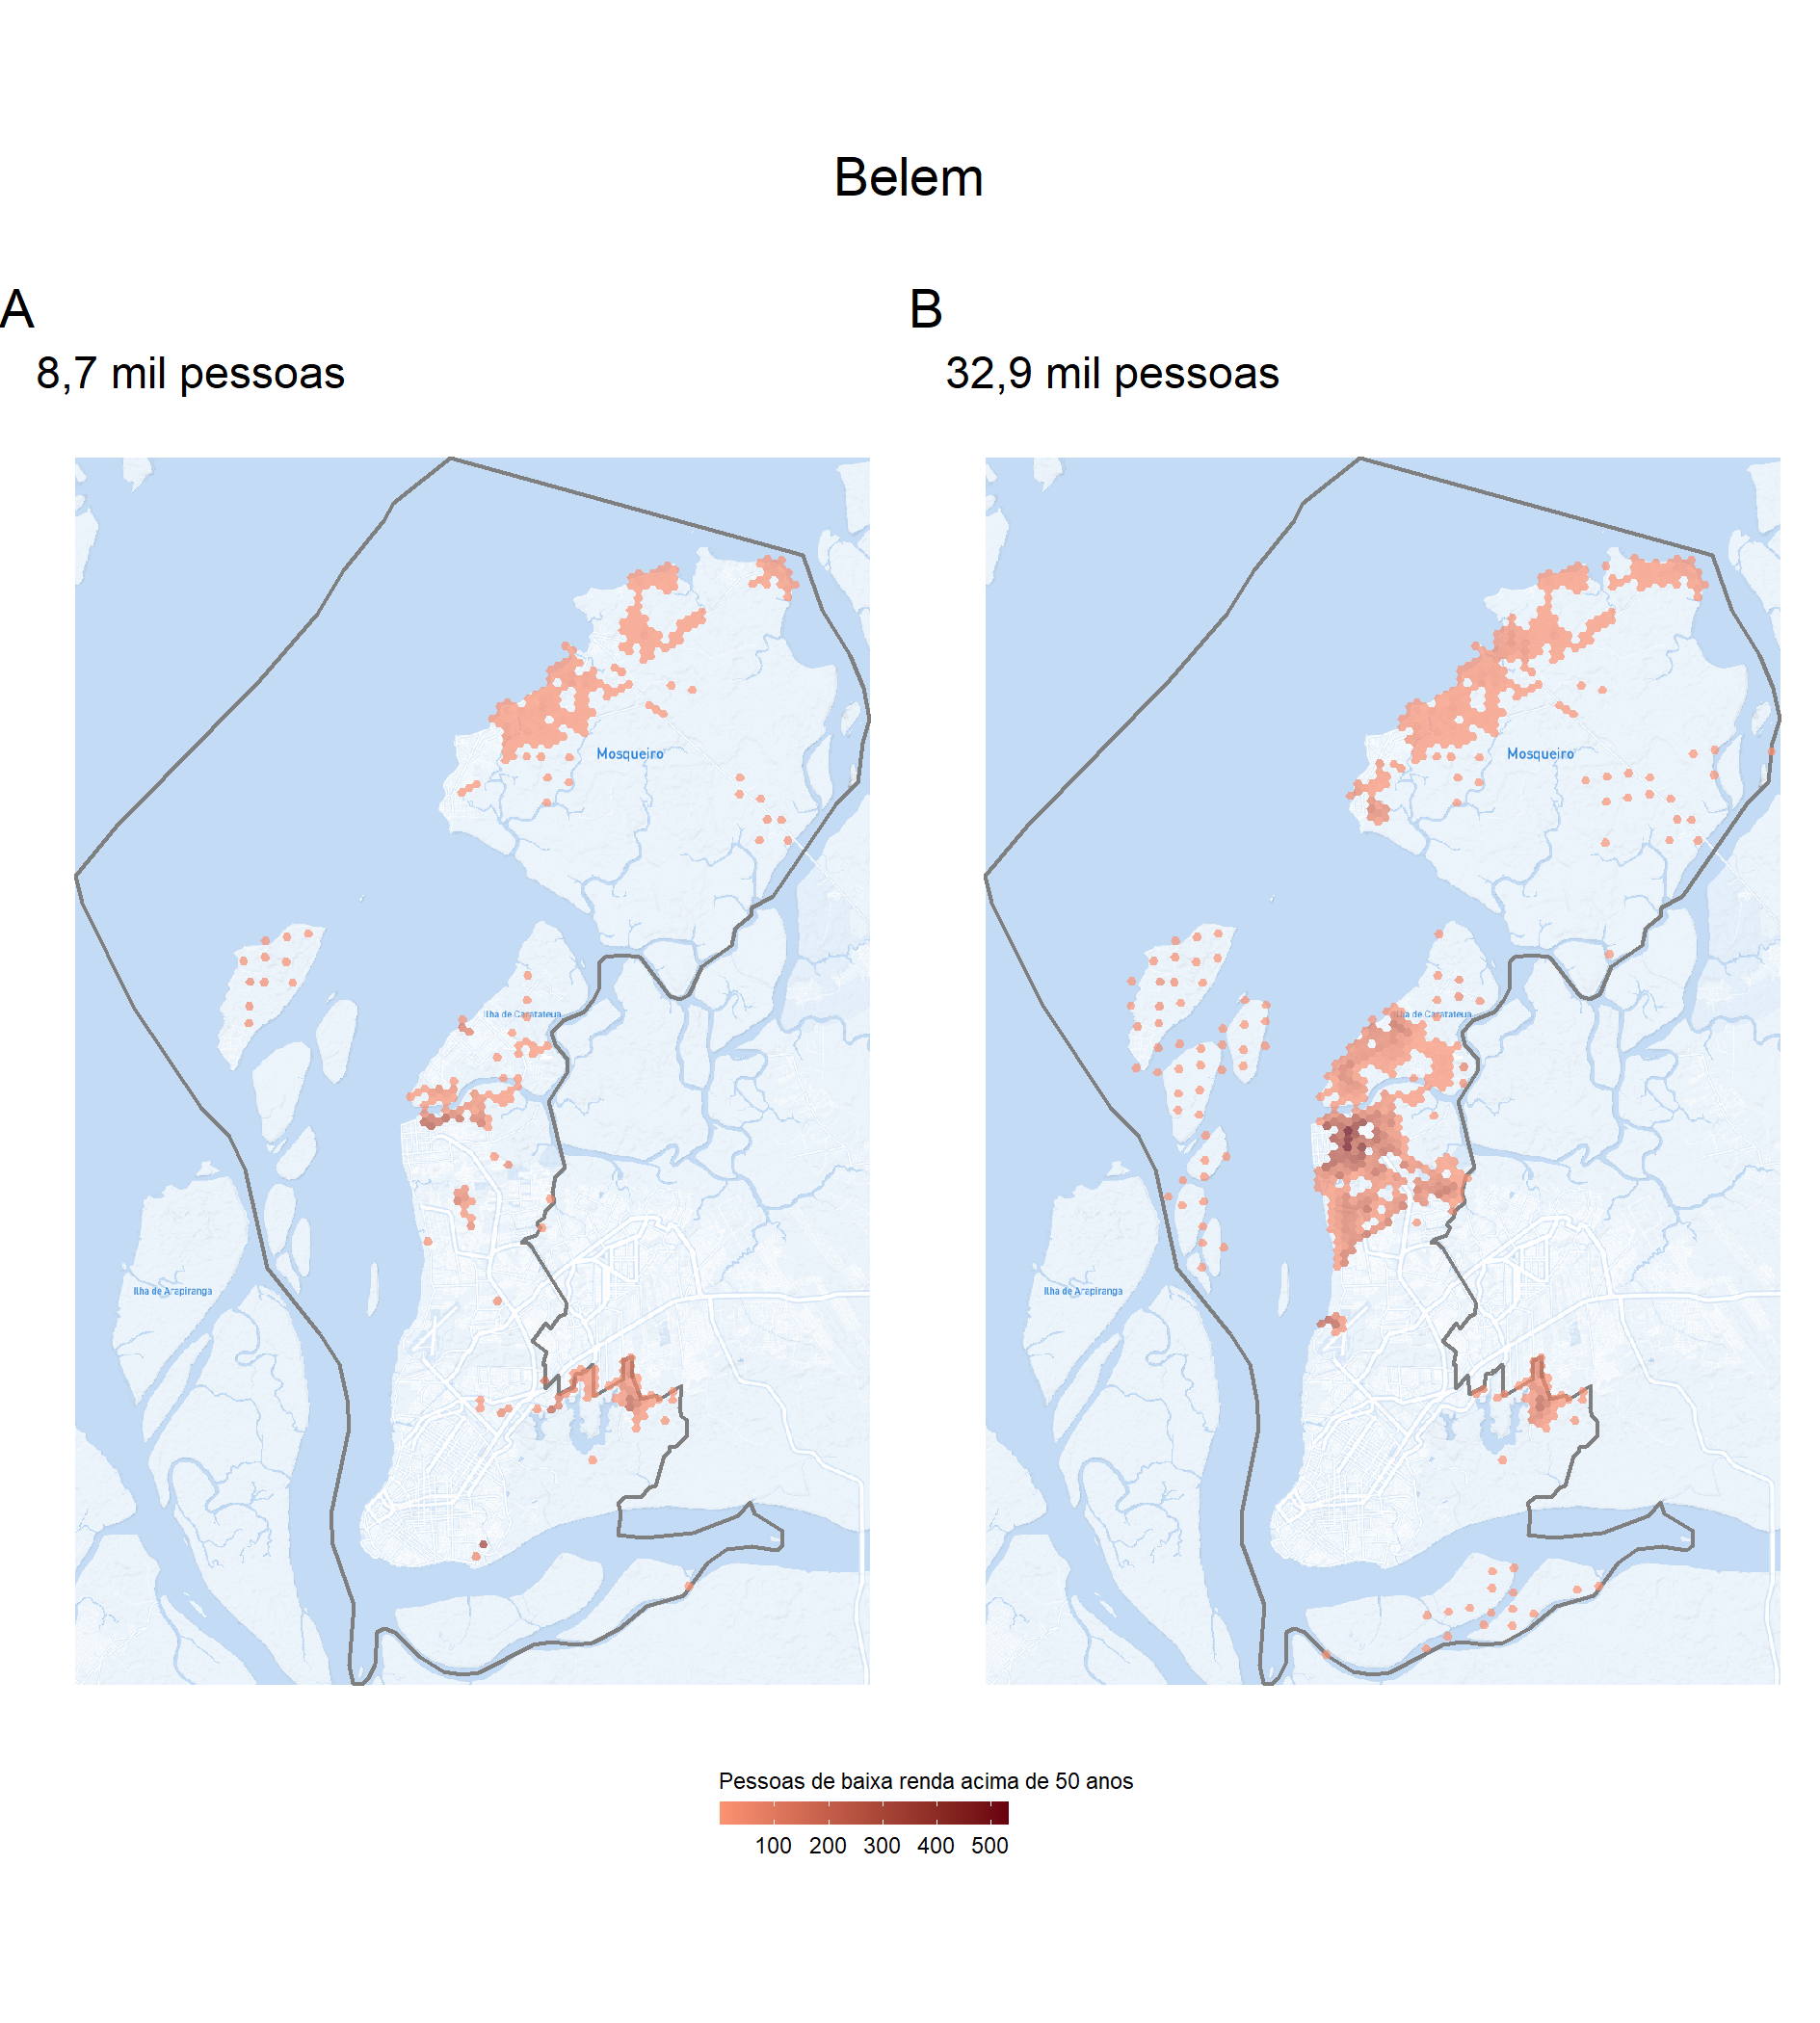 Belem
A
B
8,7 mil pessoas
32,9 mil pessoas
Mosqueiro
Mosqueiro
Ilha de Caratateua
Ilha de Caratateua
Ilha de Arapiranga
Ilha de Arapiranga
Pessoas de baixa renda acima de 50 anos
100 200 300 400 500